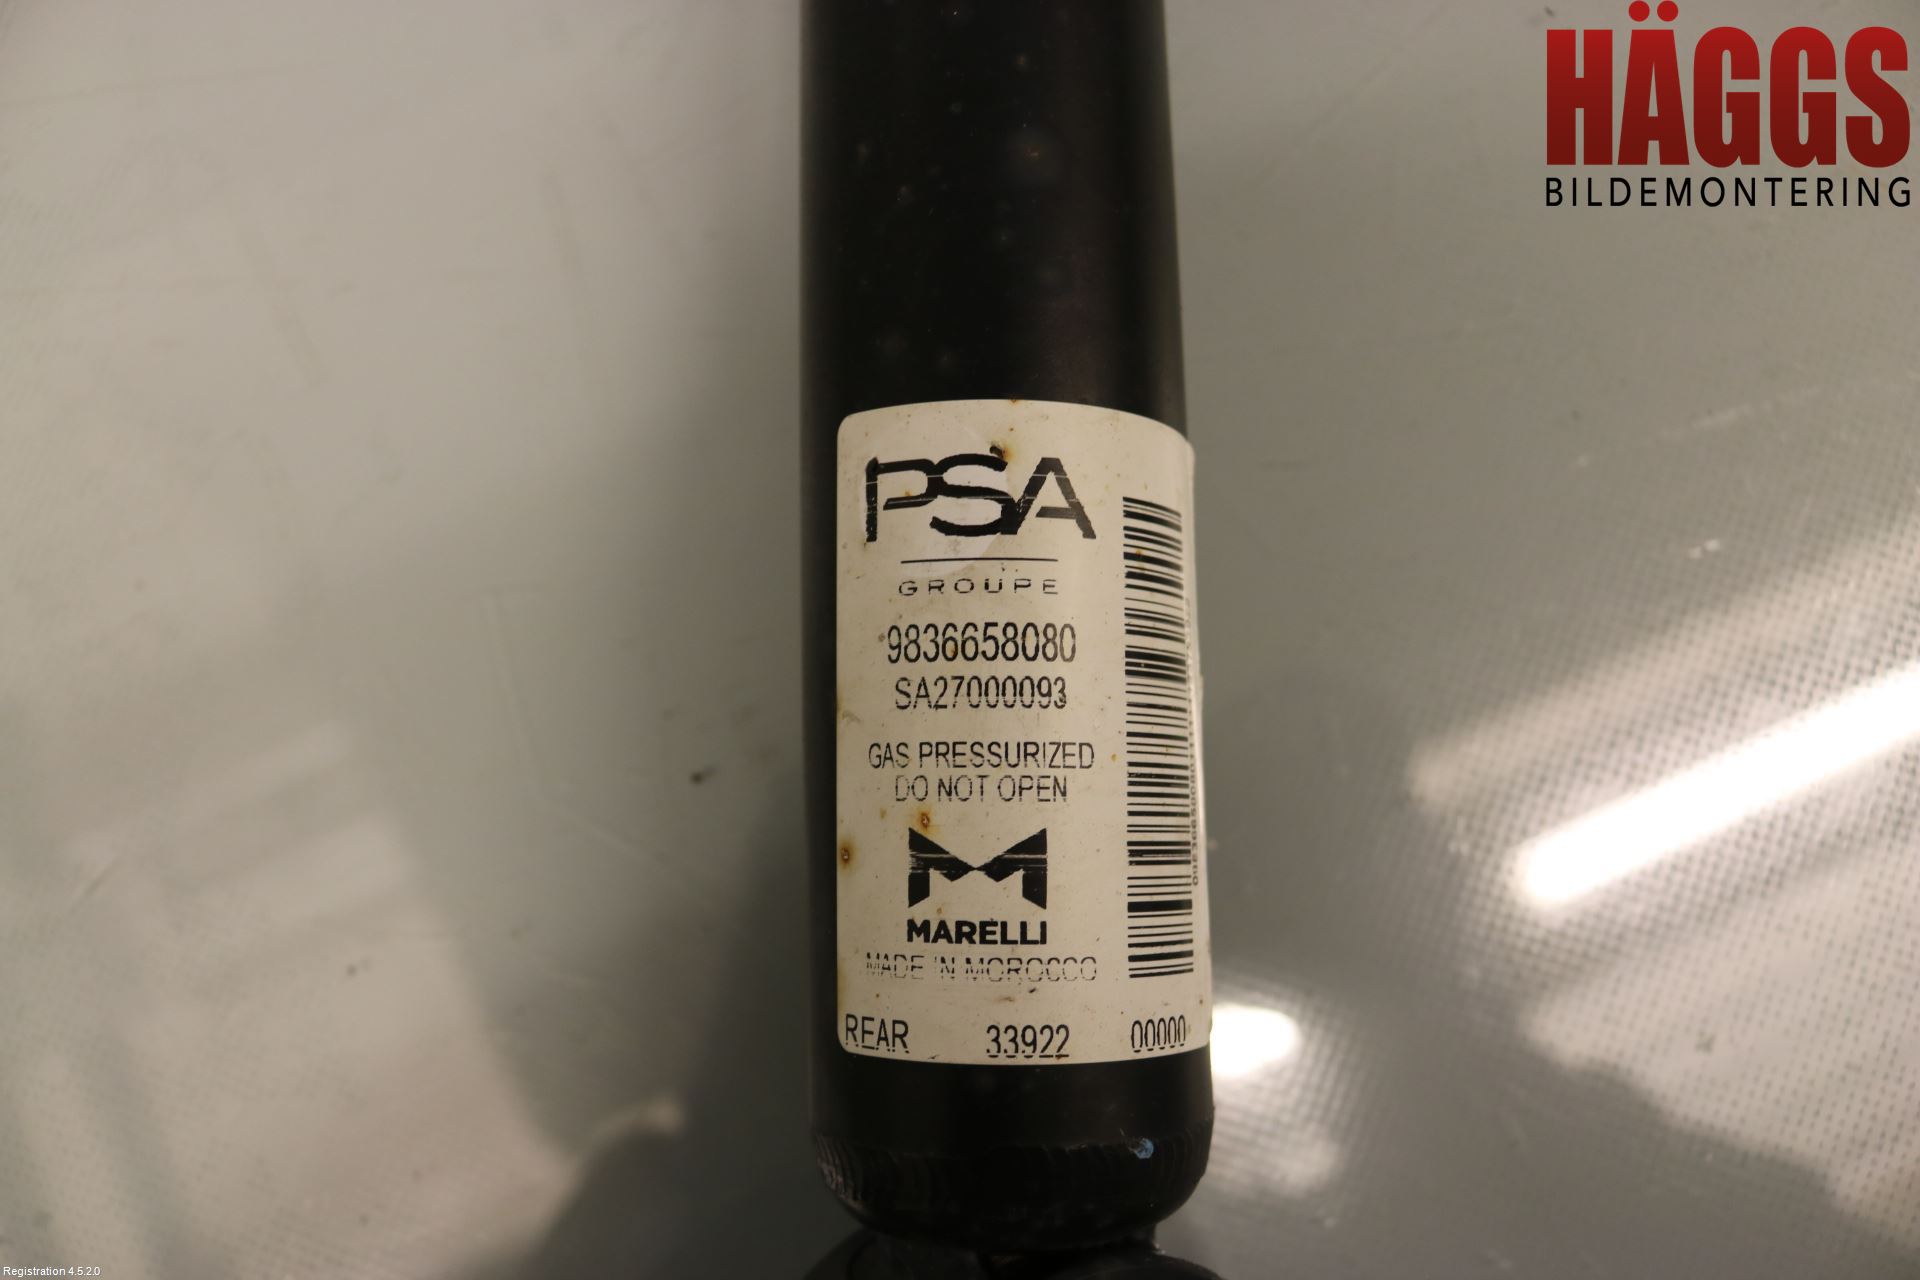 HÄGGS
BILDEMONTERING
PSA
GROUPE
9836658080
SA27000093
GAS PRESSURIZED
DO NOT OPEN
MARELLI
MADE IN MOROCCO
REAR 33922 00000
Registration 4.5.2.0